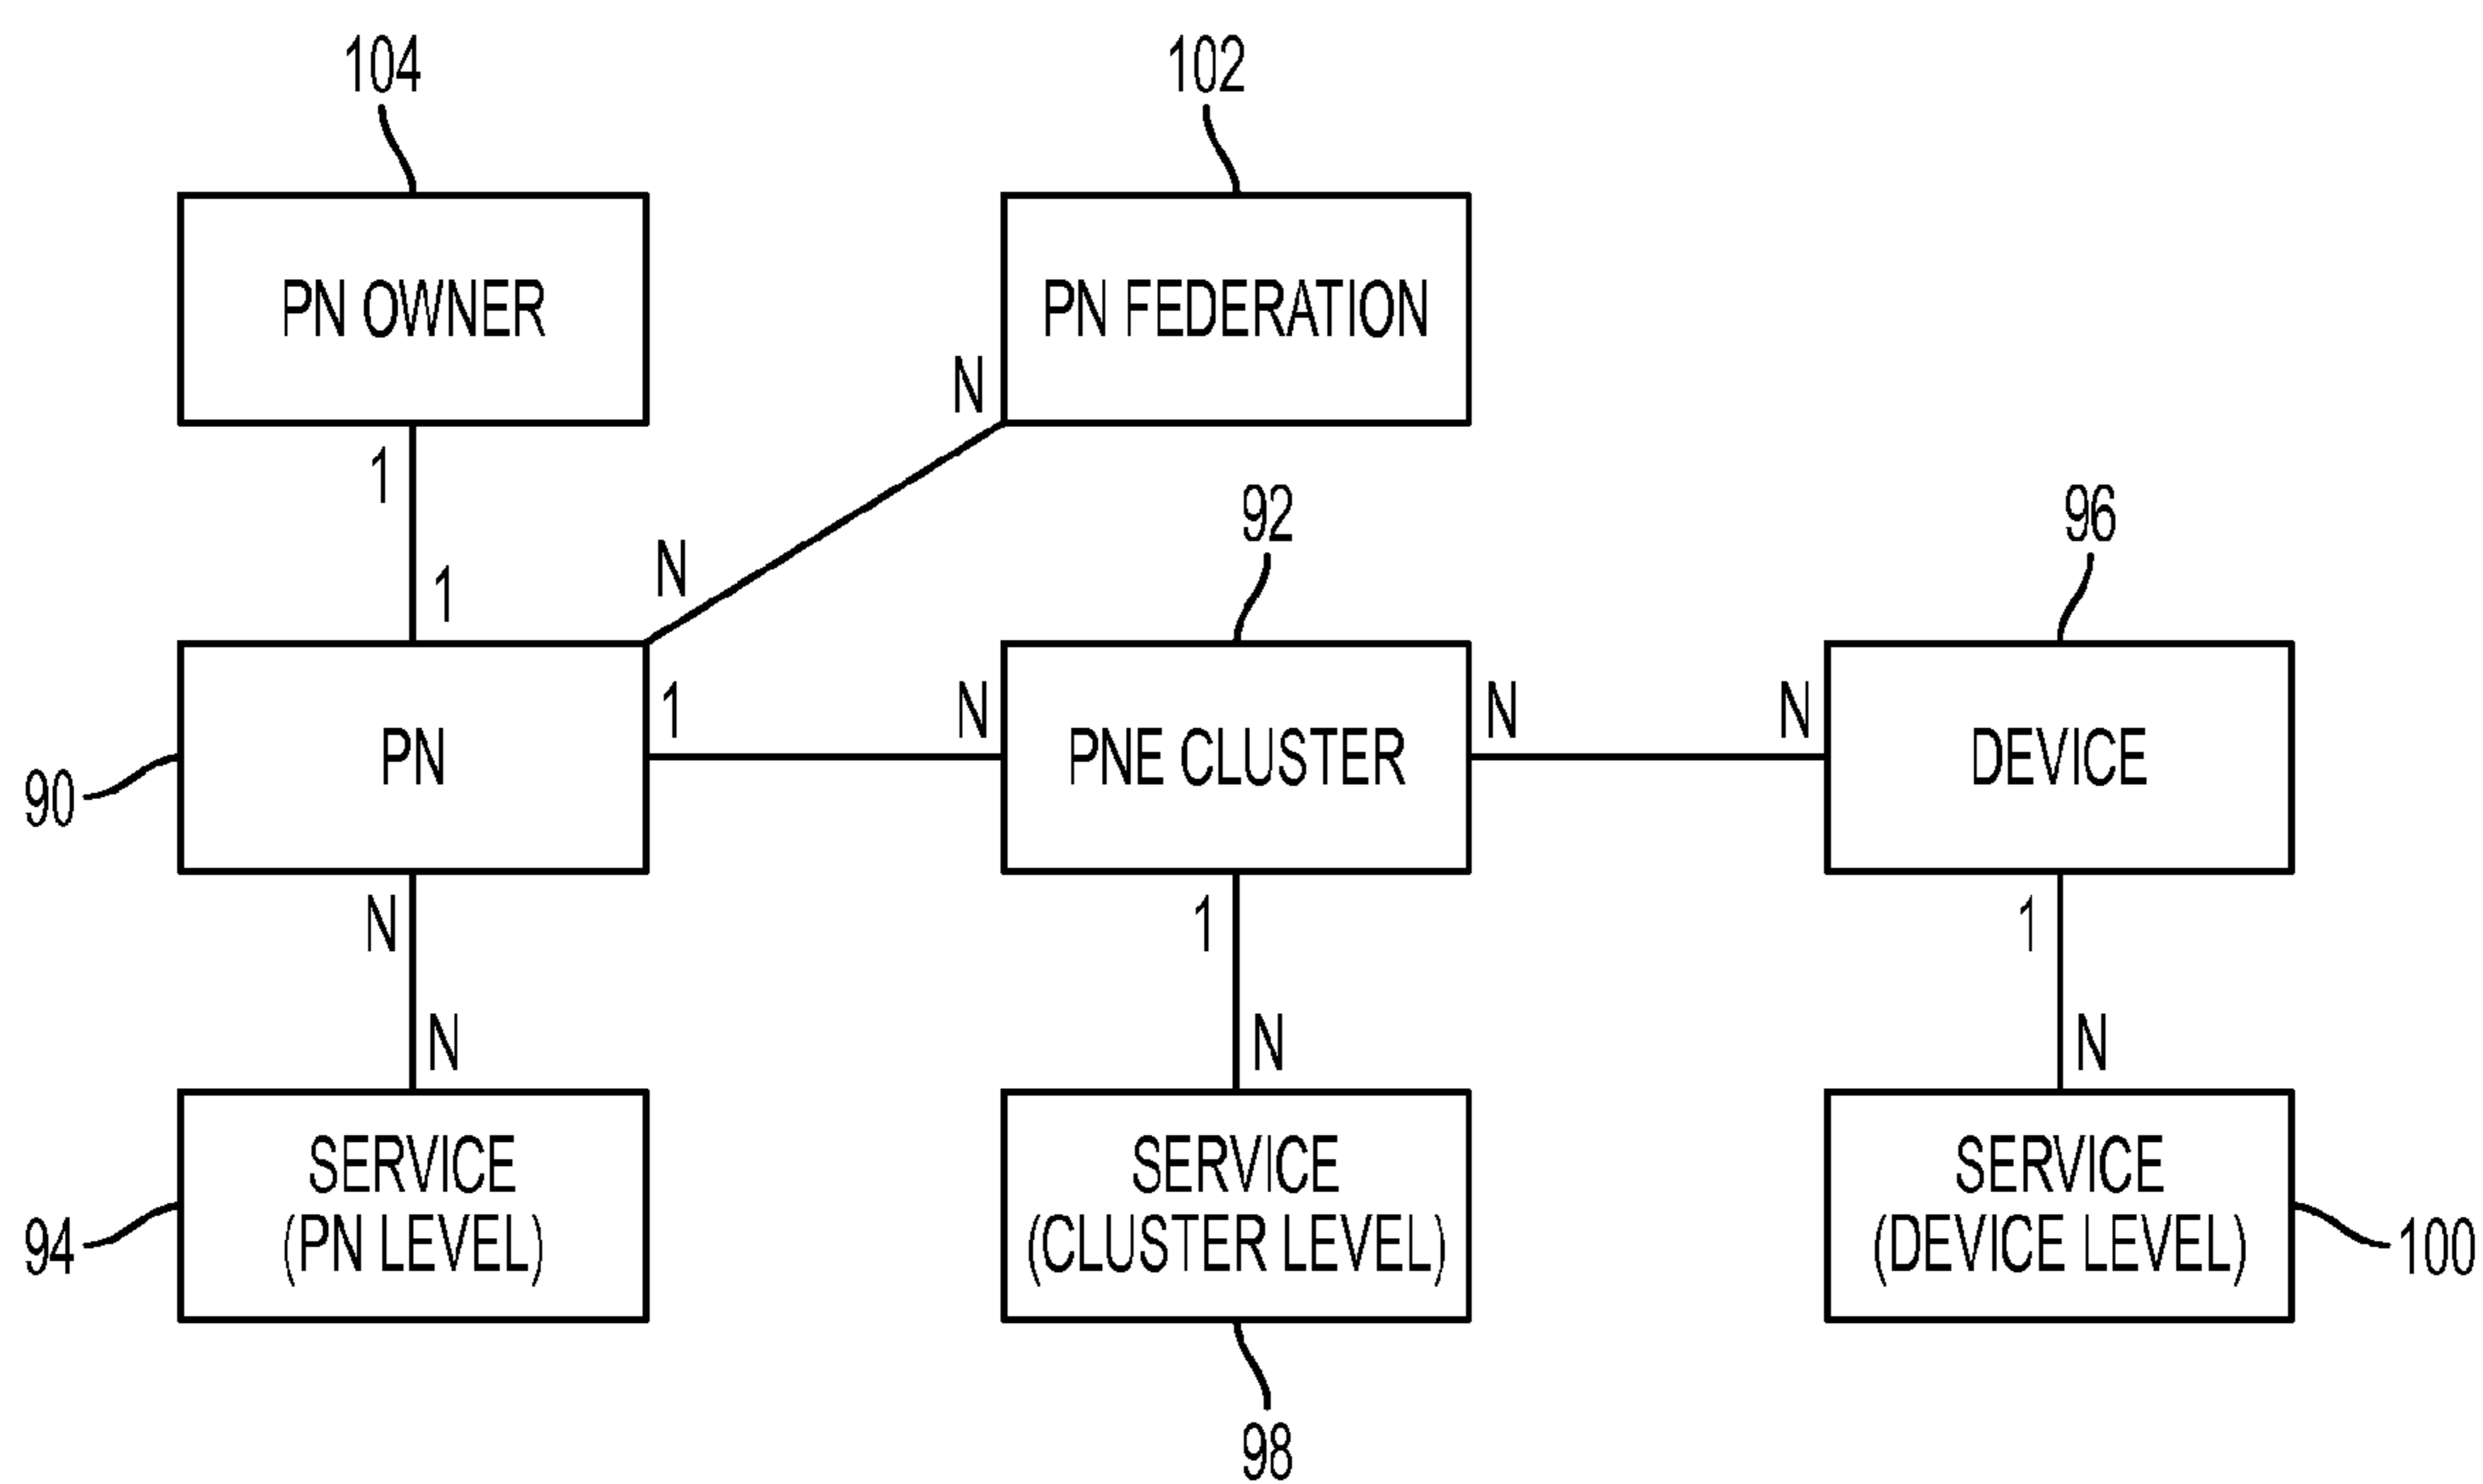 104
102
PN OWNER
PN FEDERATION
N
1
92
96
N
1
1
N
N
N
PN
PNE CLUSTER
DEVICE
90
N
1
1
N
N
N
SERVICE
(PN LEVEL)
SERVICE
(CLUSTER LEVEL)
SERVICE
(DEVICE LEVEL)
94
100
98